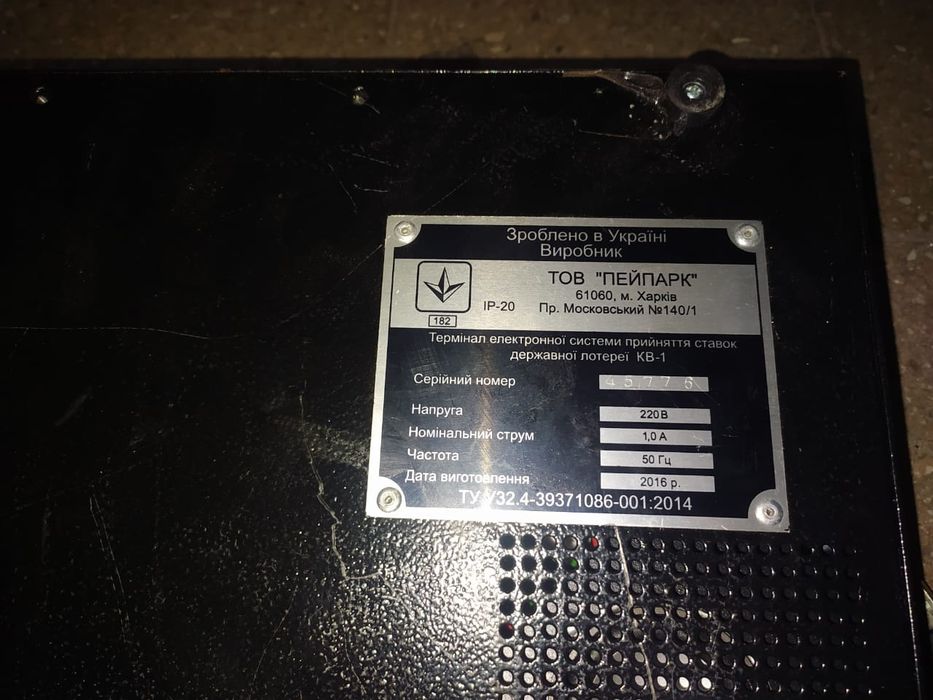 Зроблено в Україні
Виробник
ТОВ "ПЕЙПАРК"
61060, м. Харків
IP-20 Пр. Московський №140/1
182
Термінал електронної системи прийняття ставок
державної лотереї КВ-1
Серійний номер 45776
Напруга 220В
Номінальний струм 1,0 А
Частота 50 Гц
Дата виготовлення 2016 р.
ТУ У32.4-39371086-001:2014